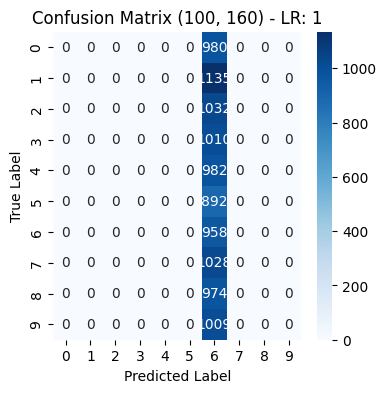 Confusion Matrix (100, 160) - LR: 1
0 0 0 0 0 0 0 980 0 0 0
1 0 0 0 0 0 0 1135 0 0 0
2 0 0 0 0 0 0 1032 0 0 0
3 0 0 0 0 0 0 1010 0 0 0
4 0 0 0 0 0 0 982 0 0 0
5 0 0 0 0 0 0 892 0 0 0
6 0 0 0 0 0 0 958 0 0 0
7 0 0 0 0 0 0 1028 0 0 0
8 0 0 0 0 0 0 974 0 0 0
9 0 0 0 0 0 0 1009 0 0 0
0 1 2 3 4 5 6 7 8 9
Predicted Label
True Label
1000
800
600
400
200
0